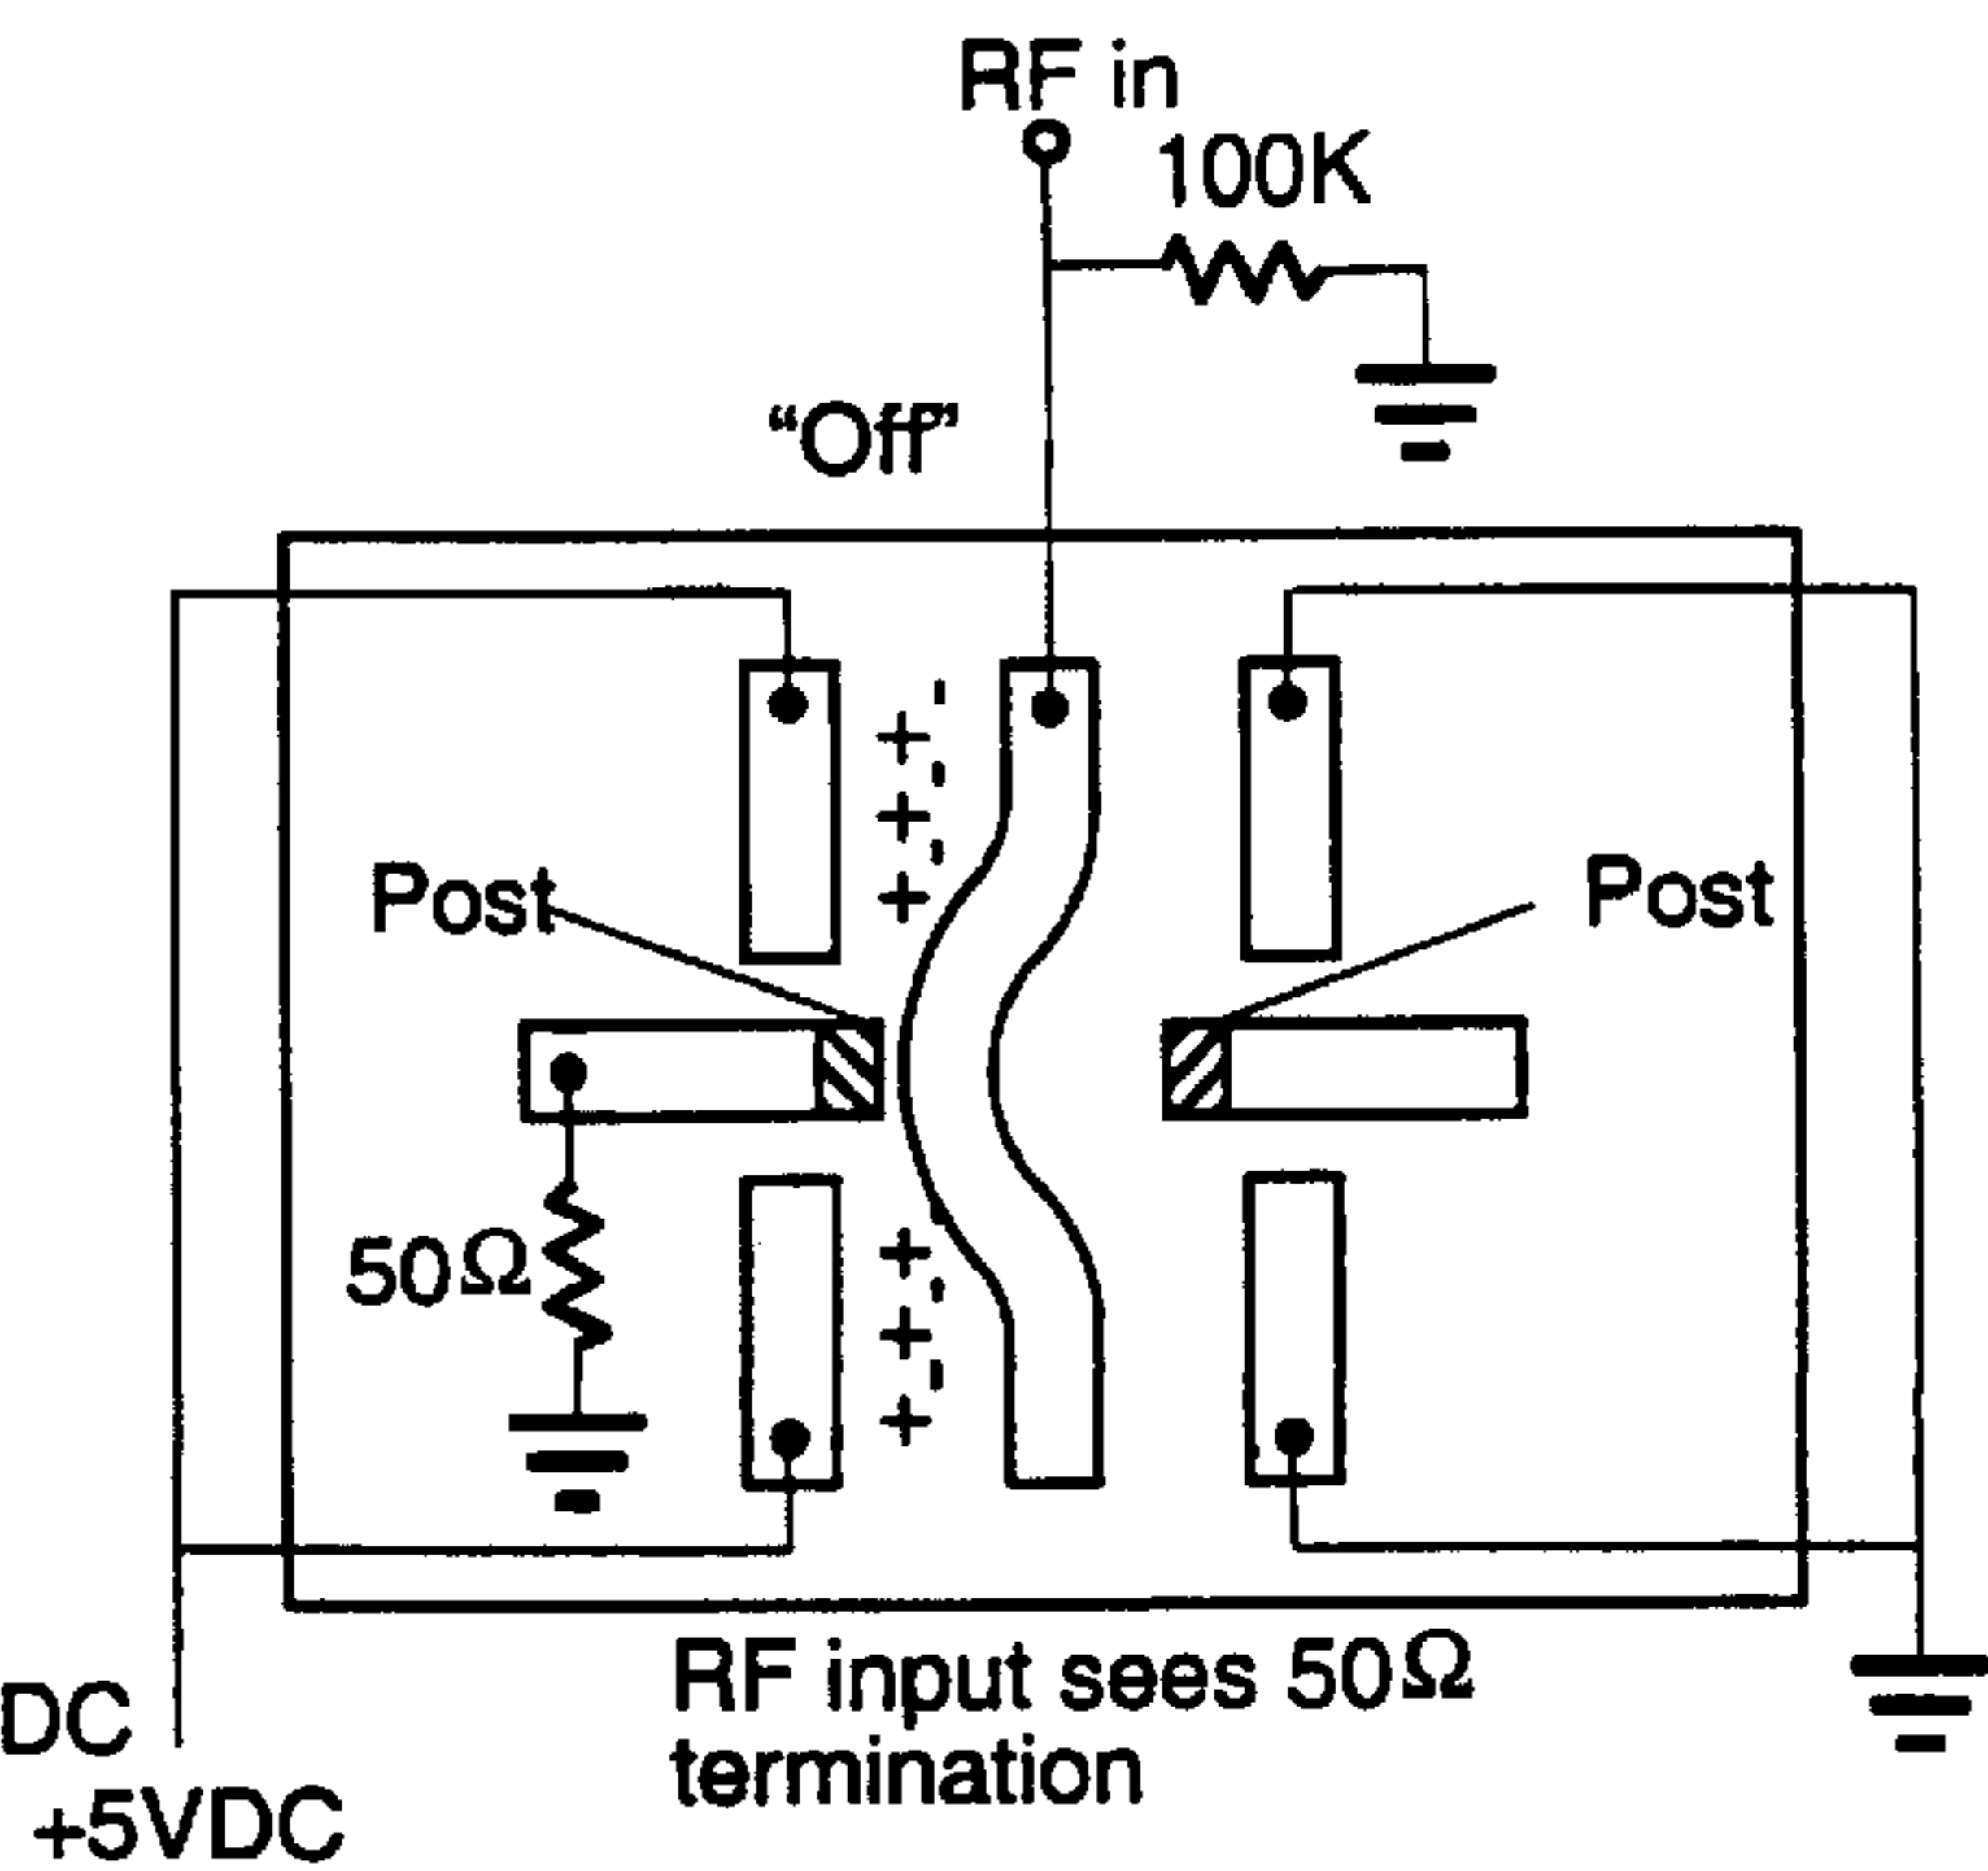 RF in
100K
“Off”
Post
Post
50Ω
+ -
+ -
+ -
+
+ -
+ -
+
RF input sees 50Ω
termination
DC
+5VDC